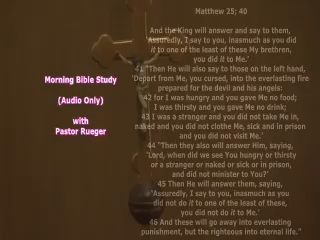 Morning Bible Study
(Audio Only)
with
Pastor Rueger
Matthew 25; 40
And the King will answer and say to them,
'Assuredly, I say to you, inasmuch as you did
it to one of the least of these My brethren,
you did it to Me.'
41 "Then He will also say to those on the left hand,
'Depart from Me, you cursed, into the everlasting fire
prepared for the devil and his angels:
42 for I was hungry and you gave Me no food;
I was thirsty and you gave Me no drink;
43 I was a stranger and you did not take Me in,
naked and you did not clothe Me, sick and in prison
and you did not visit Me.'
44 "Then they also will answer Him, saying,
'Lord, when did we see You hungry or thirsty
or a stranger or naked or sick or in prison,
and did not minister to You?'
45 Then He will answer them, saying,
'Assuredly, I say to you, inasmuch as you
did not do it to one of the least of these,
you did not do it to Me.'
46 And these will go away into everlasting
punishment, but the righteous into eternal life."